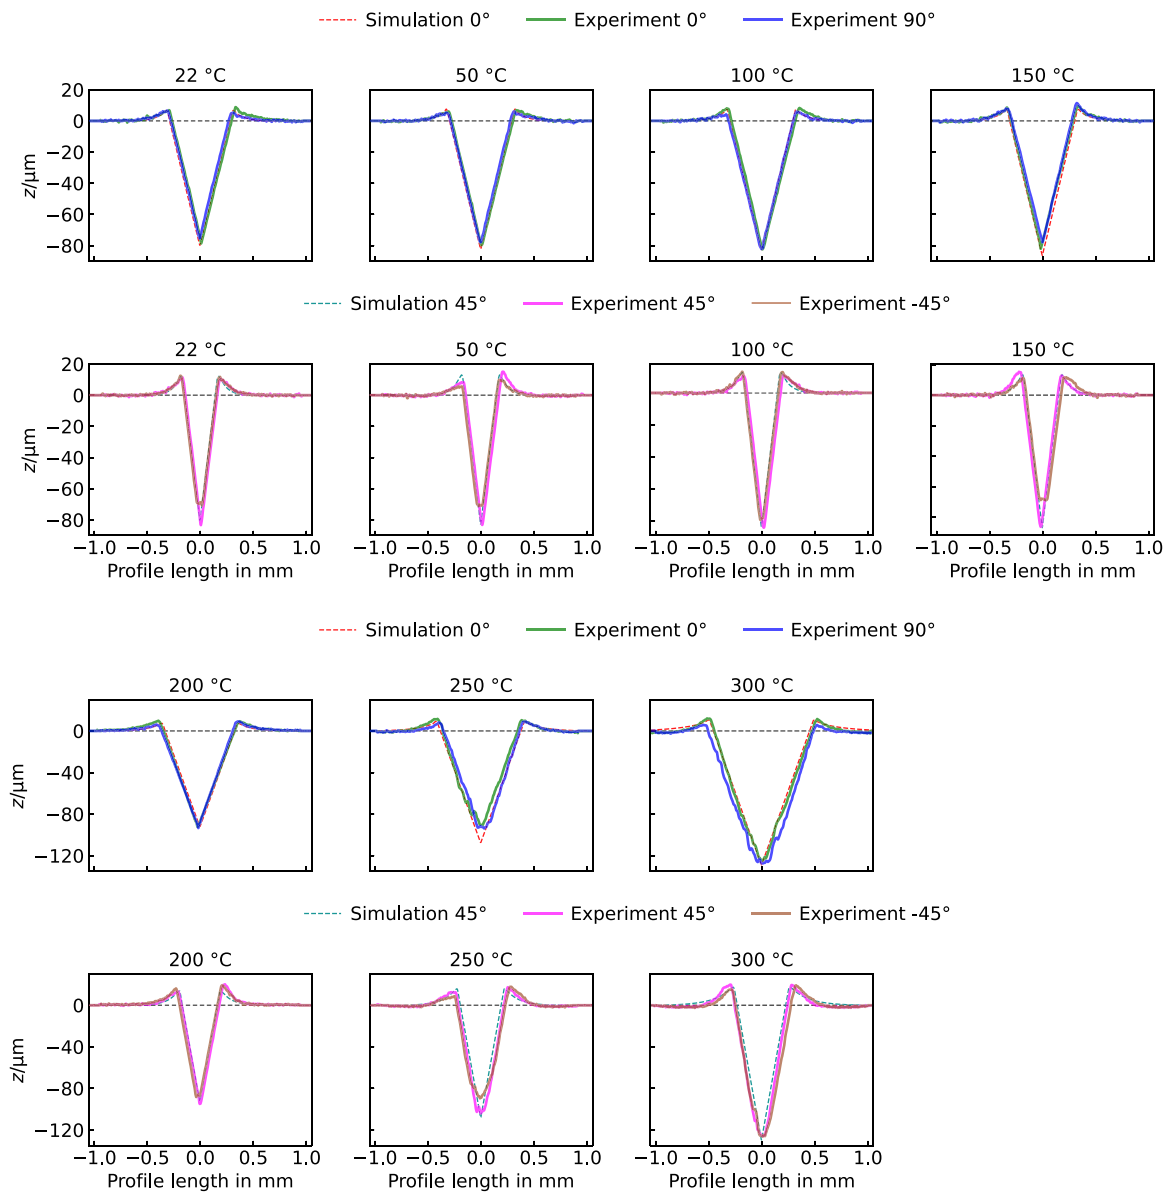 Simulation 0° Experiment 0° Experiment 90°
22 °C 50 °C 100 °C 150 °C
20
0
−20
−40
−60
−80
z/μm
Simulation 45° Experiment 45° Experiment -45°
22 °C 50 °C 100 °C 150 °C
20
0
−20
−40
−60
−80
z/μm
−1.0 −0.5 0.0 0.5 1.0 −1.0 −0.5 0.0 0.5 1.0 −1.0 −0.5 0.0 0.5 1.0 −1.0 −0.5 0.0 0.5 1.0
Profile length in mm Profile length in mm Profile length in mm Profile length in mm
Simulation 0° Experiment 0° Experiment 90°
200 °C 250 °C 300 °C
0
−40
−80
−120
z/μm
Simulation 45° Experiment 45° Experiment -45°
200 °C 250 °C 300 °C
0
−40
−80
−120
z/μm
−1.0 −0.5 0.0 0.5 1.0 −1.0 −0.5 0.0 0.5 1.0 −1.0 −0.5 0.0 0.5 1.0
Profile length in mm Profile length in mm Profile length in mm